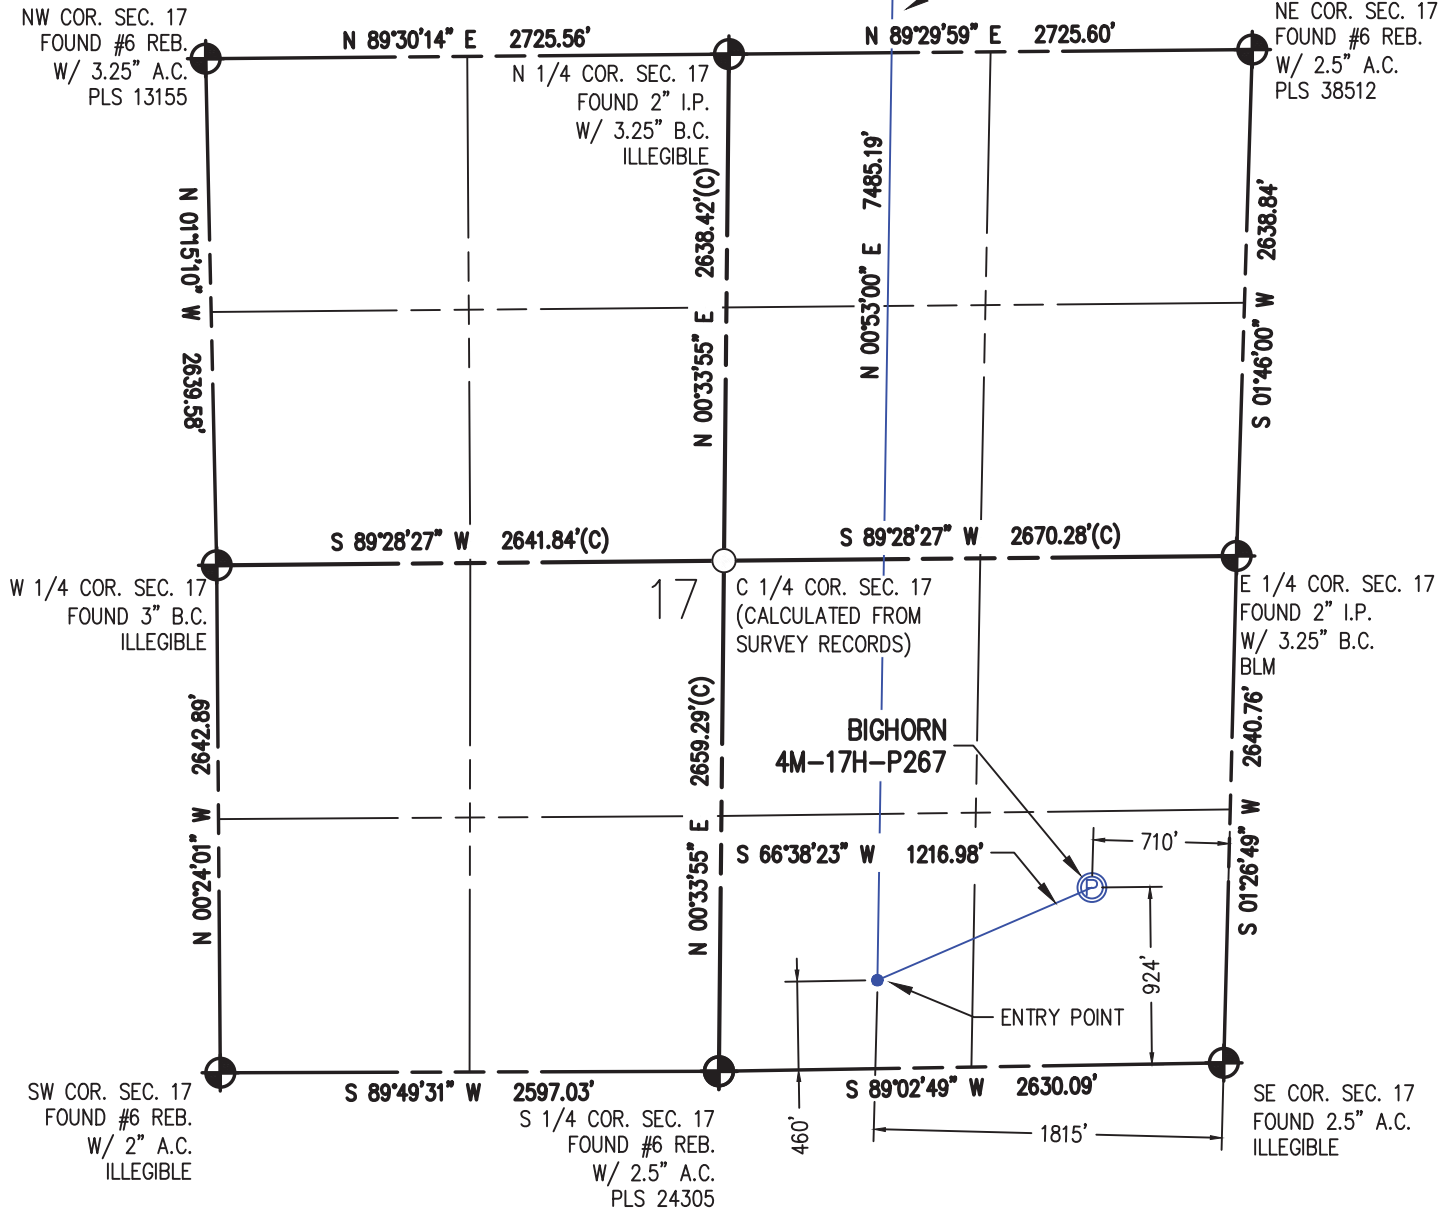 NW COR. SEC. 17
FOUND #6 REB.
W/ 3.25" A.C.
PLS 13155
N 89°30'14" E 2725.56'
N 1/4 COR. SEC. 17
FOUND 2" I.P.
W/ 3.25" B.C.
ILLEGIBLE
N 89°29'59" E 2725.60'
NE COR. SEC. 17
FOUND #6 REB.
W/ 2.5" A.C.
PLS 38512
N 01°15'10" W 2639.58'
N 00°33'55" E 2638.42'(C)
N 00°53'00" E 7485.19'
S 01°46'00" W 2638.84'
S 89°28'27" W 2641.84'(C)
S 89°28'27" W 2670.28'(C)
W 1/4 COR. SEC. 17
FOUND 3" B.C.
ILLEGIBLE
17
C 1/4 COR. SEC. 17
(CALCULATED FROM
SURVEY RECORDS)
E 1/4 COR. SEC. 17
FOUND 2" I.P.
W/ 3.25" B.C.
BLM
N 00°24'01" W 2642.89'
N 00°33'55" E 2659.29'(C)
BIGHORN
4M-17H-P267
S 01°26'49" W 2640.76'
S 66°38'23" W 1216.98'
710'
P
924'
ENTRY POINT
460'
1815'
S 89°49'31" W 2597.03'
S 89°02'49" W 2630.09'
SW COR. SEC. 17
FOUND #6 REB.
W/ 2" A.C.
ILLEGIBLE
S 1/4 COR. SEC. 17
FOUND #6 REB.
W/ 2.5" A.C.
PLS 24305
SE COR. SEC. 17
FOUND 2.5" A.C.
ILLEGIBLE